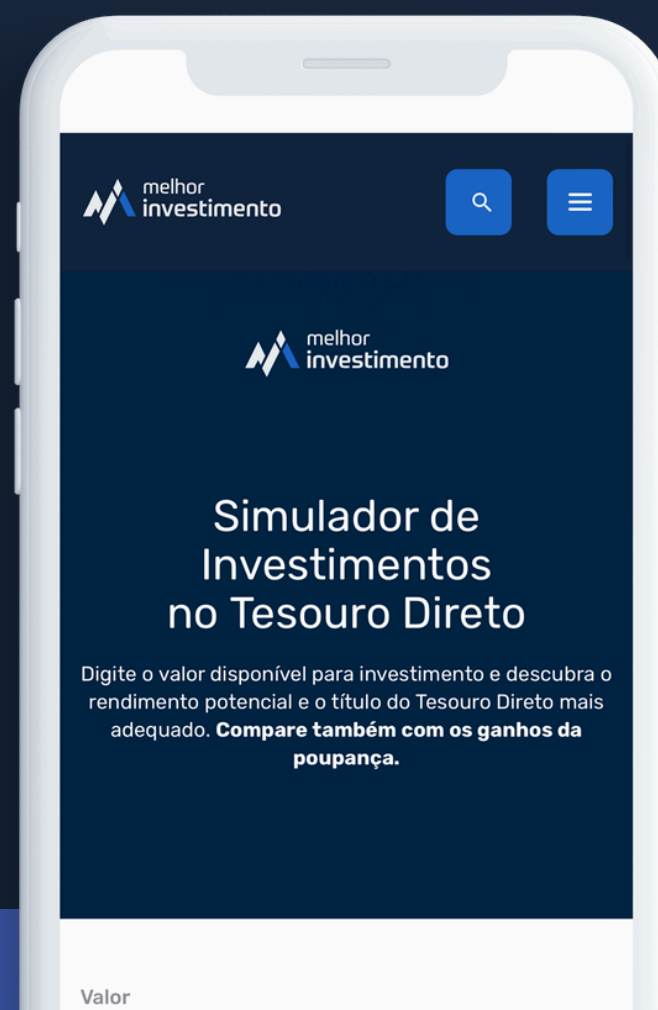 melhor
investimento
melhor
investimento
Simulador de
Investimentos
no Tesouro Direto
Digite o valor disponível para investimento e descubra o
rendimento potencial e o título do Tesouro Direto mais
adequado. Compare também com os ganhos da
poupança.
Valor